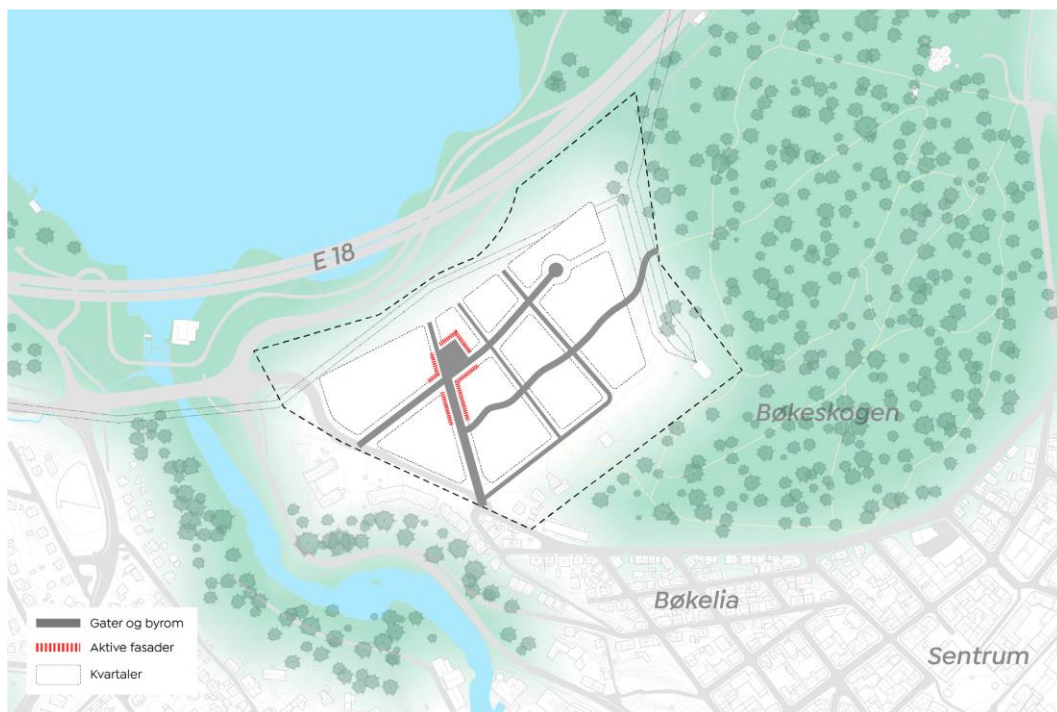 E 18
Bøkeskogen
Bøkelia
Sentrum
Gater og byrom
Aktive fasader
Kvartaler